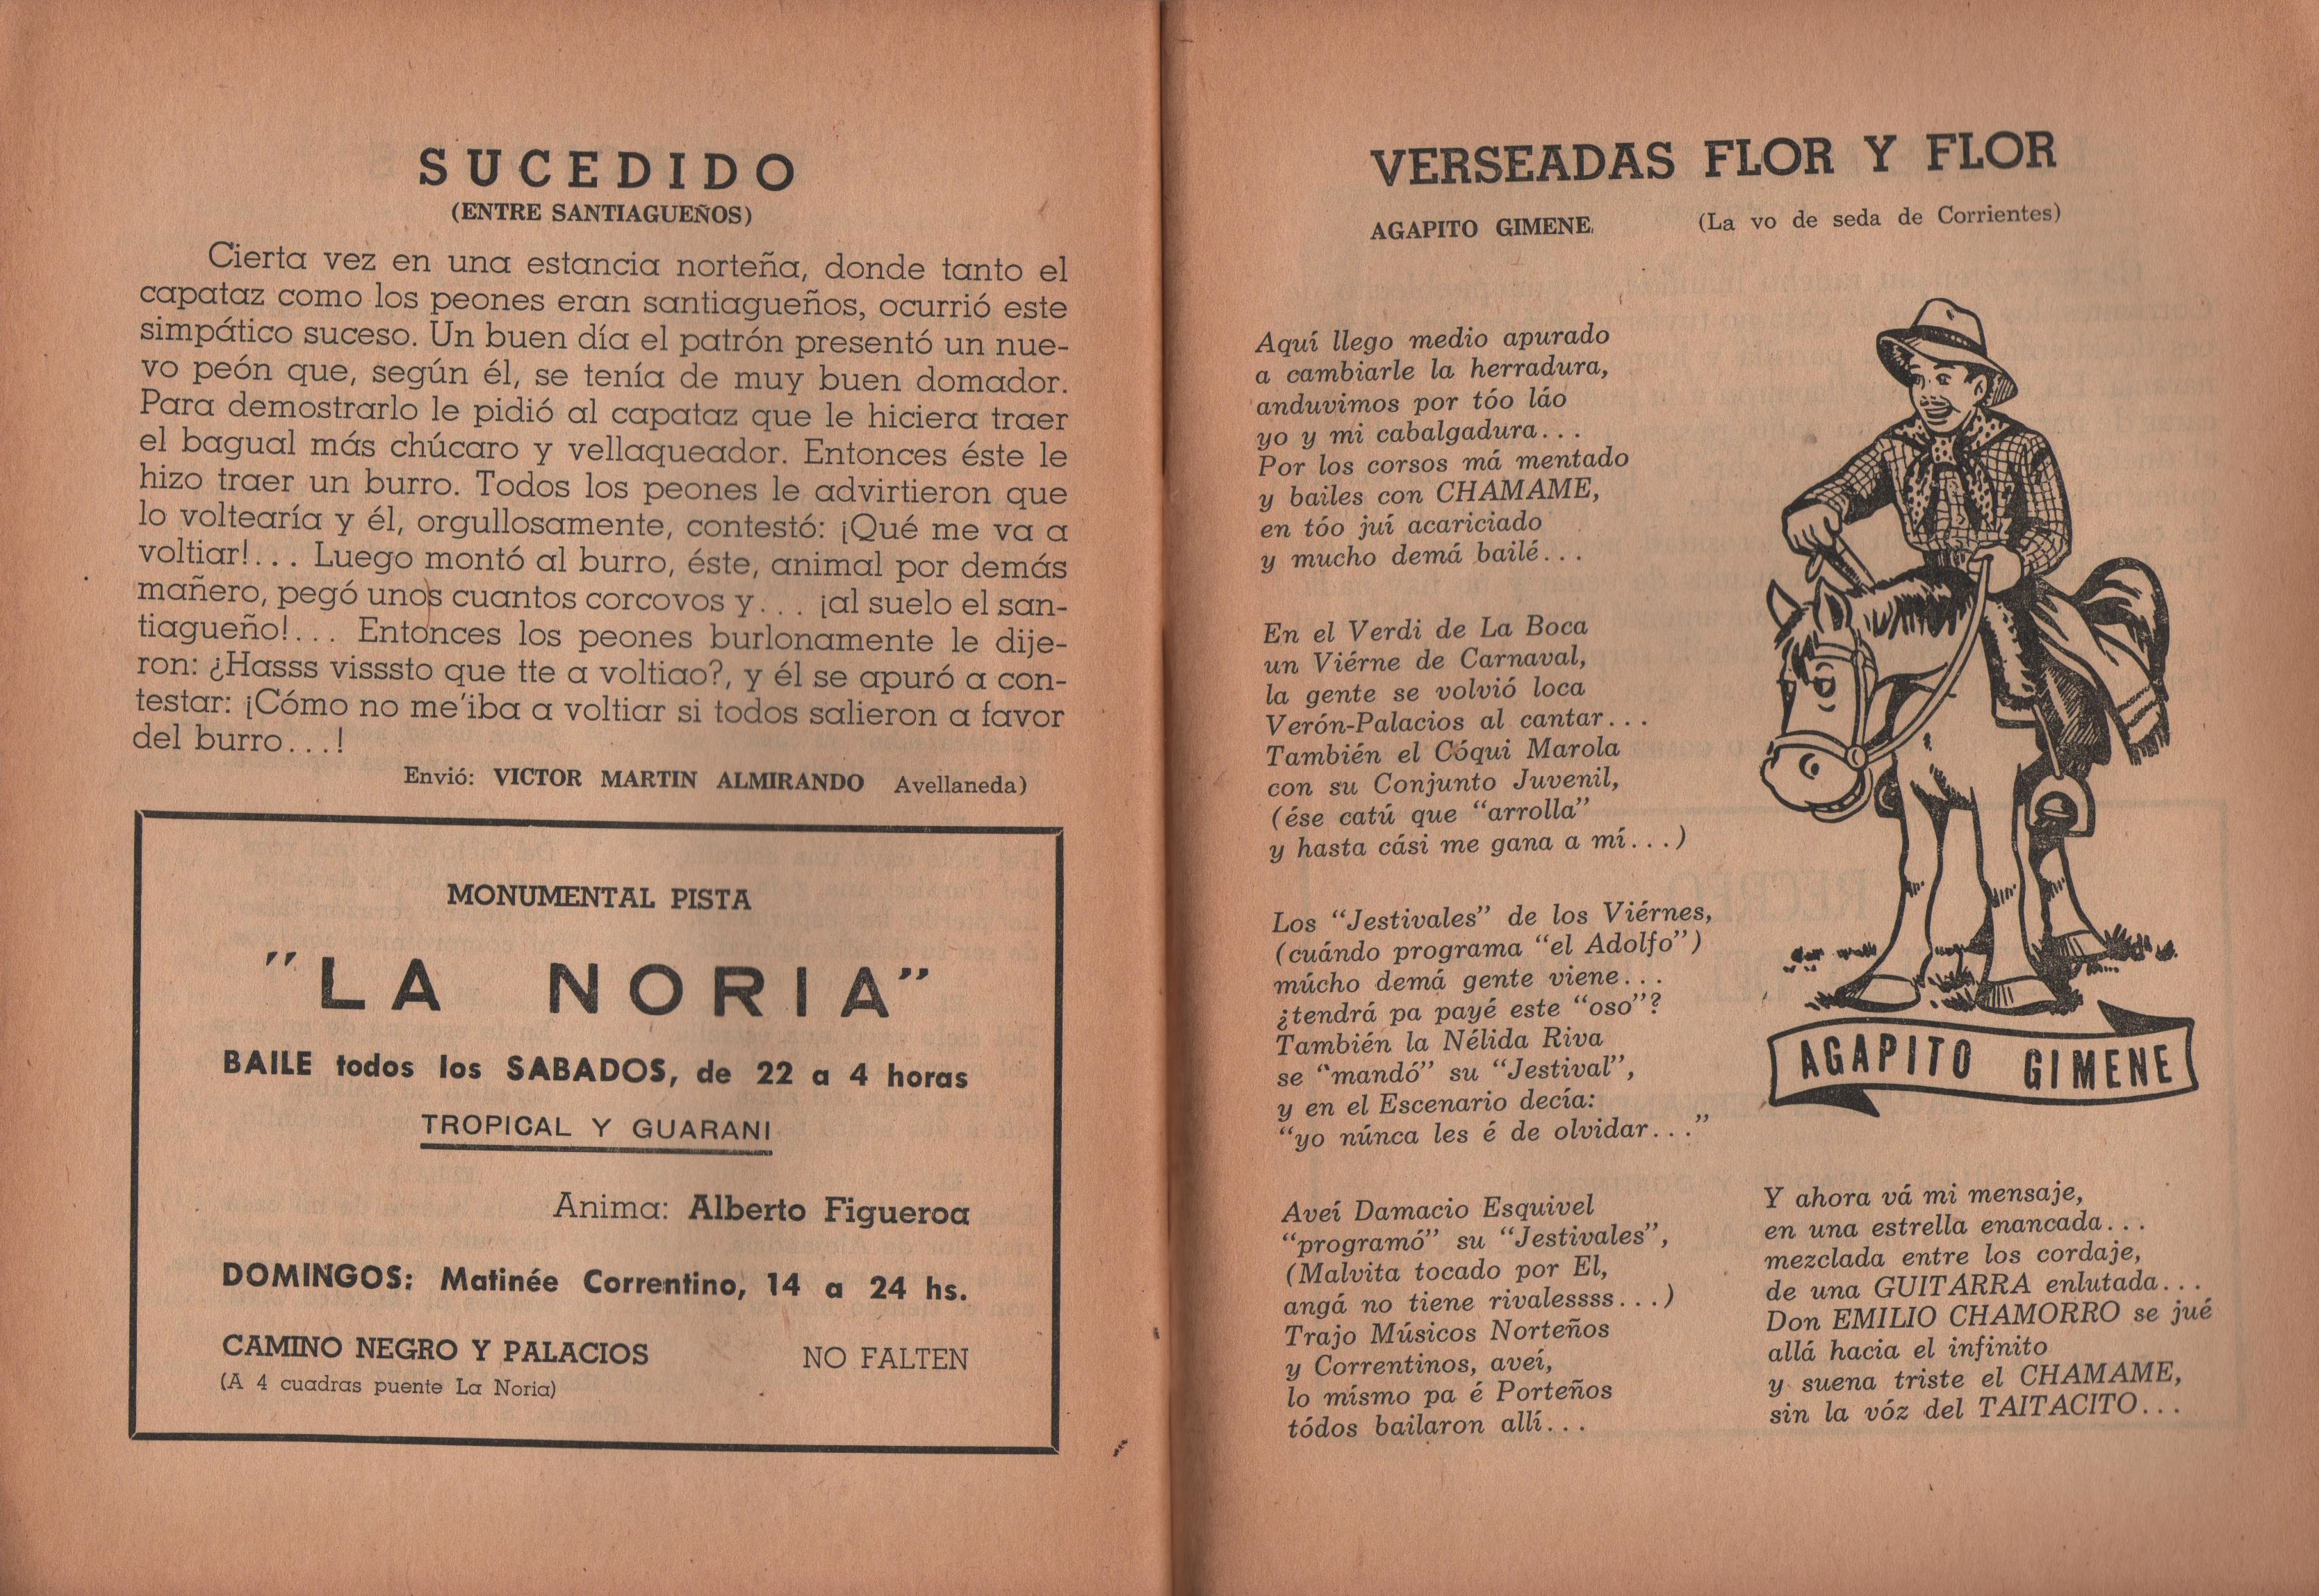 SUCEDIDO
(ENTRE SANTIAGUEÑOS)
Cierta vez en una estancia norteña, donde tanto el
capataz como los peones eran santiagueños, ocurrió este
simpático suceso. Un buen día el patrón presentó un nue-
vo peón que, según él, se tenía de muy buen domador.
Para demostrarlo le pidió al capataz que le hiciera traer
el bagual más chúcaro y vellaqueador. Entonces éste le
hizo traer un burro. Todos los peones le advirtieron que
lo voltearía y él, orgullosamente, contestó: ¡Qué me va a
voltiar!... Luego montó al burro, éste, animal por demás
mañero, pegó unos cuantos corcovos y... ¡al suelo el san-
tiagueño!... Entonces los peones burlonamente le dije-
ron: ¿Hasss visssto que tte a voltiao?, y él se apuró a con-
testar: ¡Cómo no me'iba a voltiar si todos salieron a favor
del burro...!
Envió: VICTOR MARTIN ALMIRANDO Avellaneda)
MONUMENTAL PISTA
"LA NORIA"
BAILE todos los SABADOS, de 22 a 4 horas
TROPICAL Y GUARANI
Anima: Alberto Figueroa
DOMINGOS: Matinée Correntino, 14 a 24 hs.
CAMINO NEGRO Y PALACIOS NO FALTEN
(A 4 cuadras puente La Noria)
VERSEADAS FLOR Y FLOR
AGAPITO GIMENE (La vo de seda de Corrientes)
Aquí llego medio apurado
a cambiarle la herradura,
anduvimos por tóo láo
yo y mi cabalgadura...
Por los corsos má mentado
y bailes con CHAMAME,
en tóo juí acariciado
y mucho demá bailé...
En el Verdi de La Boca
un Viérne de Carnaval,
la gente se volvió loca
Verón-Palacios al cantar...
También el Cóqui Marola
con su Conjunto Juvenil,
(ése catú que "arrolla"
y hasta cási me gana a mí...)
Los "Jestivales" de los Viérnes,
(cuándo programa "el Adolfo")
múcho demá gente viene...
¿tendrá pa payé este "oso"?
También la Nélida Riva
se "mandó" su "Jestival",
y en el Escenario decía:
"yo núnca les é de olvidar..."
Aveí Damacio Esquivel
"programó" su "Jestivales",
(Malvita tocado por El,
angá no tiene rivalessss...)
Trajo Músicos Norteños
y Correntinos, aveí,
lo mísmo pa é Porteños
tódos bailaron allí...
AGAPITO GIMENE
Y ahora vá mi mensaje,
en una estrella enancada...
mezclada entre los cordaje,
de una GUITARRA enlutada...
Don EMILIO CHAMORRO se jué
allá hacia el infinito
y suena triste el CHAMAME,
sin la vóz del TAITACITO...